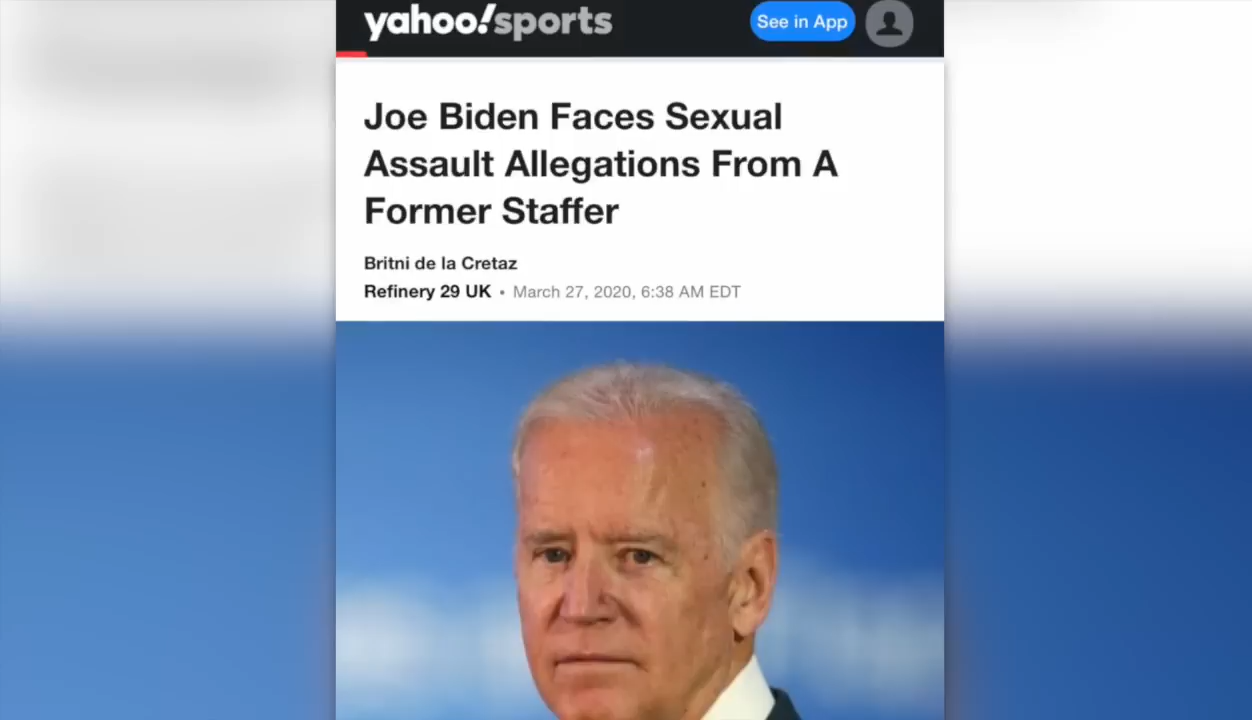 yahoo!sports
See in App
Joe Biden Faces Sexual
Assault Allegations From A
Former Staffer
Britni de la Cretaz
Refinery 29 UK • March 27, 2020, 6:38 AM EDT